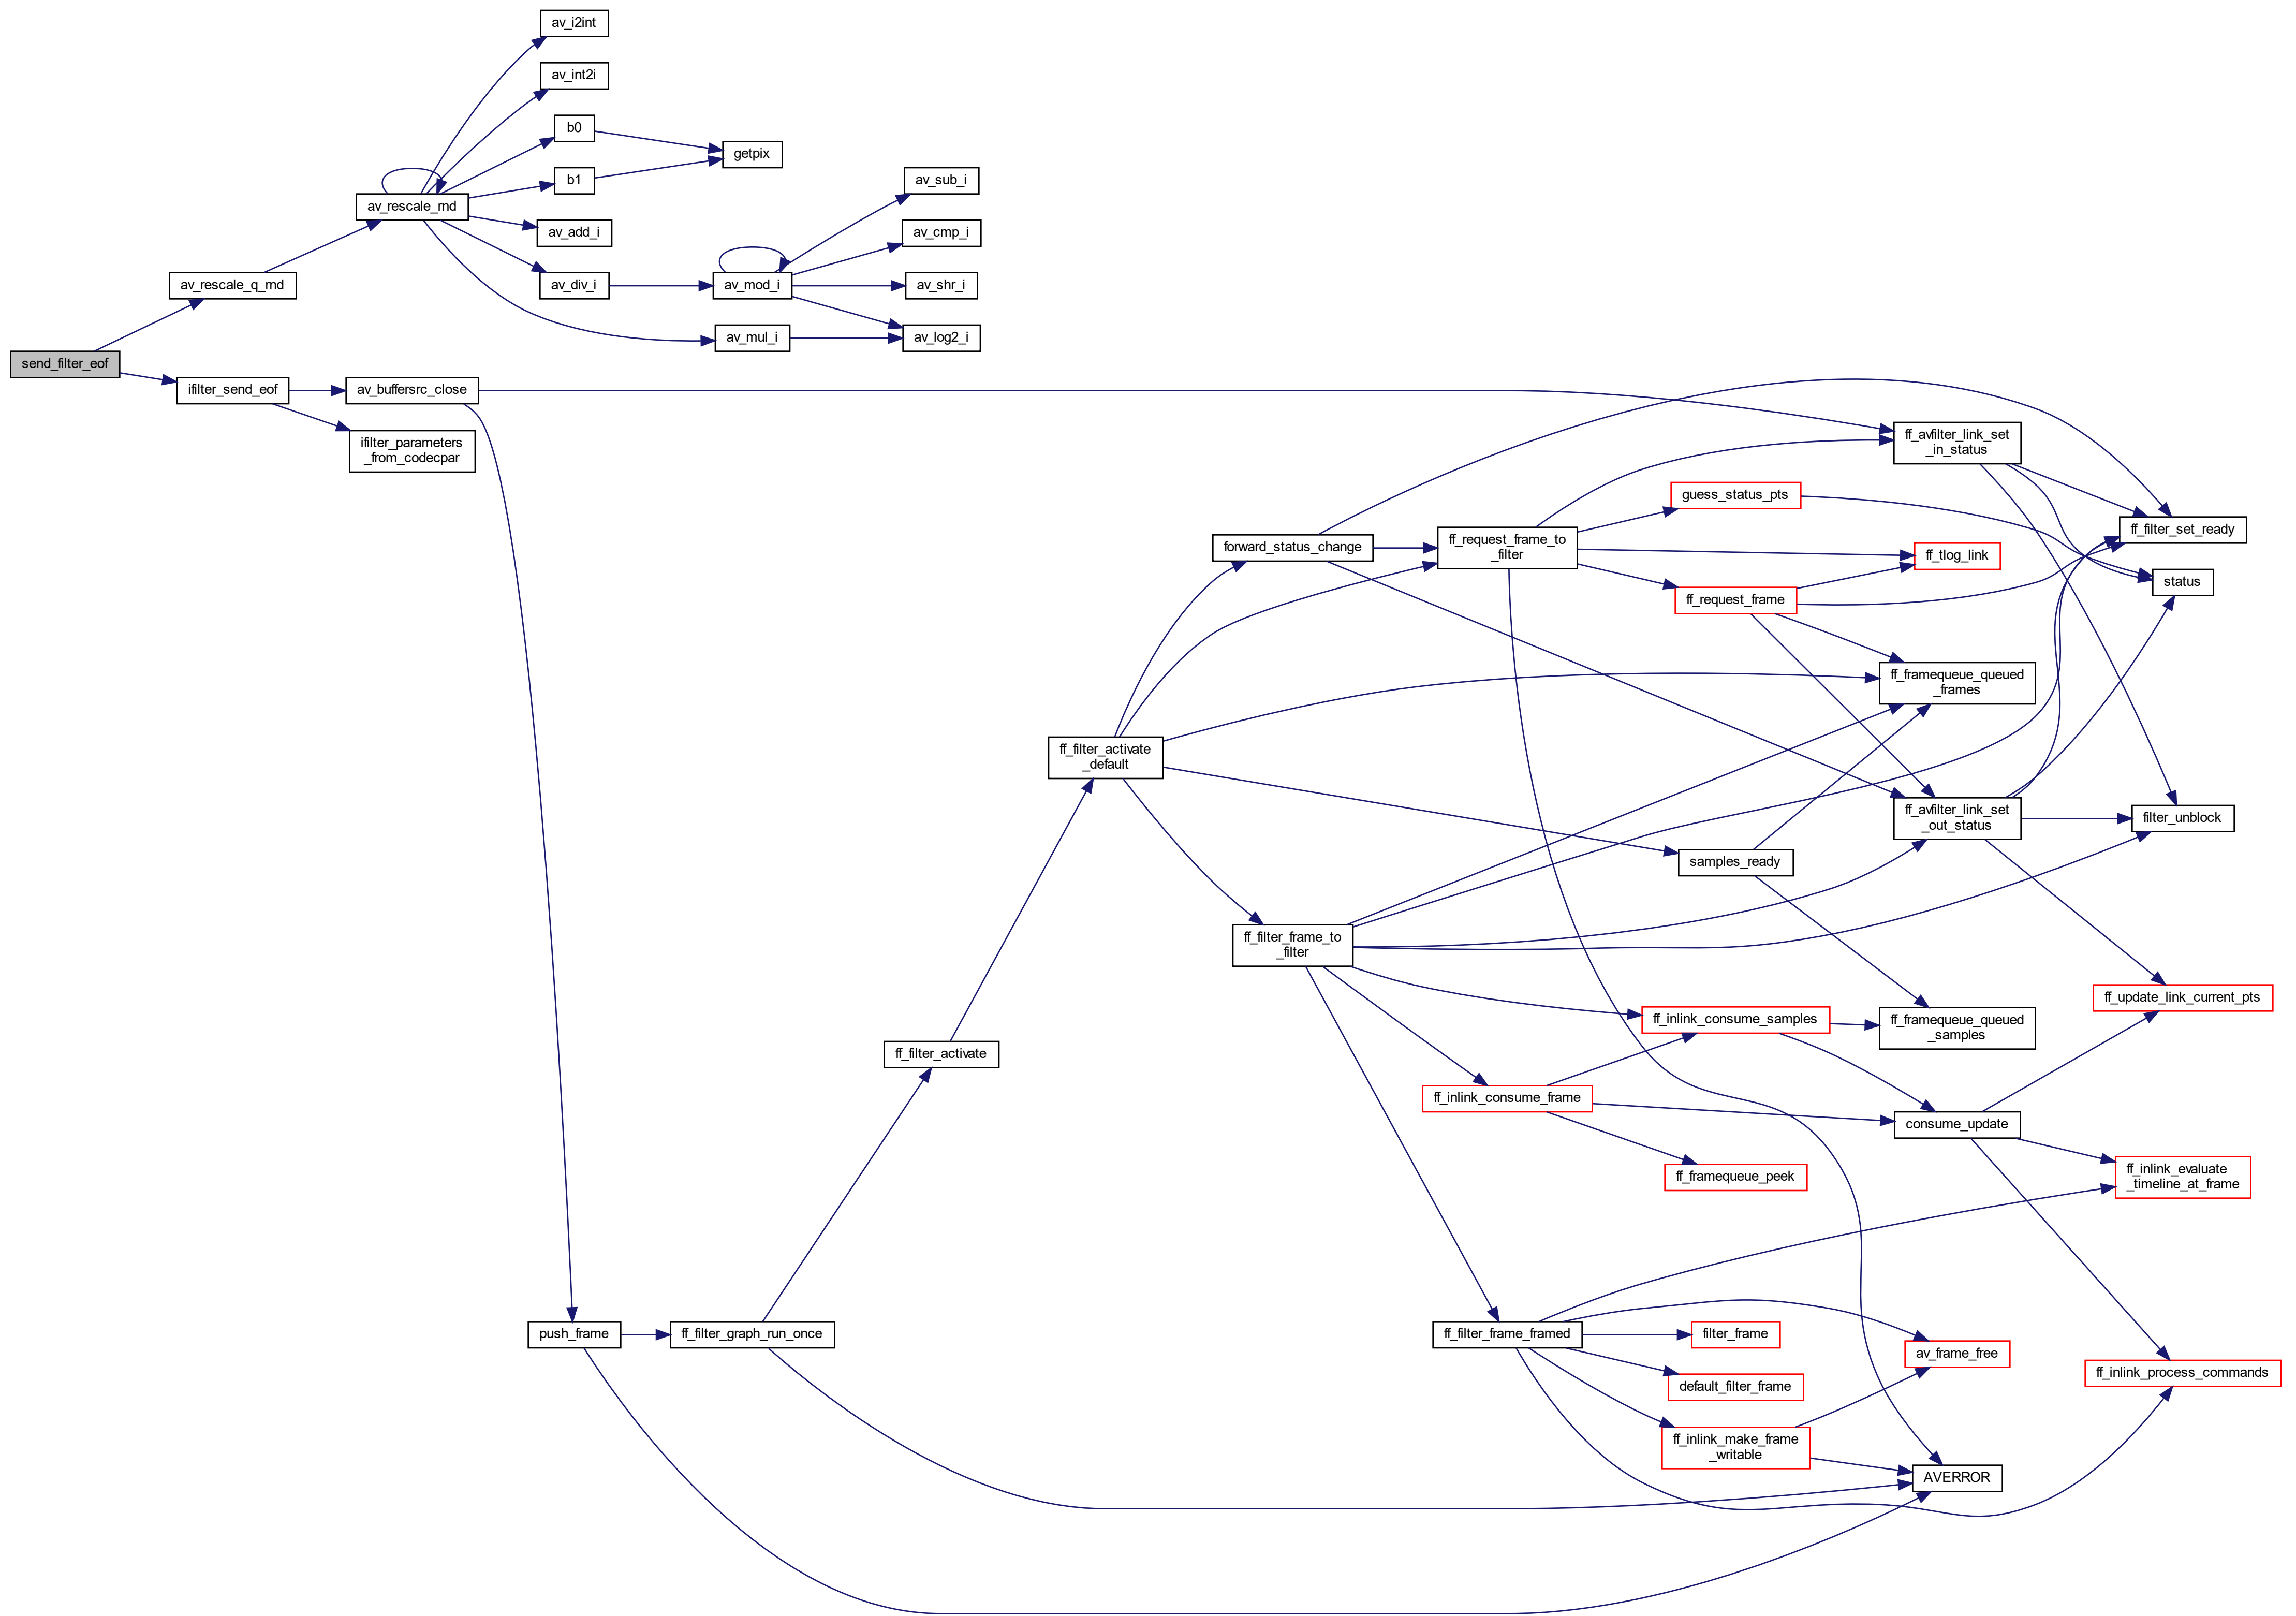 send_filter_eof
av_rescale_q_rnd
ifilter_send_eof
av_rescale_rnd
av_buffersrc_close
ifilter_parameters
_from_codecpar
av_i2int
av_int2i
b0
b1
av_add_i
av_div_i
av_mul_i
getpix
av_mod_i
av_sub_i
av_cmp_i
av_shr_i
av_log2_i
push_frame
ff_filter_graph_run_once
ff_filter_activate
ff_filter_activate
_default
forward_status_change
ff_filter_frame_to
_filter
ff_request_frame_to
_filter
ff_inlink_consume_frame
ff_filter_frame_framed
guess_status_pts
ff_request_frame
samples_ready
ff_inlink_consume_samples
ff_framequeue_peek
filter_frame
default_filter_frame
ff_inlink_make_frame
_writable
ff_avfilter_link_set
_in_status
ff_tlog_link
ff_framequeue_queued
_frames
ff_avfilter_link_set
_out_status
ff_framequeue_queued
_samples
consume_update
av_frame_free
AVERROR
ff_filter_set_ready
status
filter_unblock
ff_update_link_current_pts
ff_inlink_evaluate
_timeline_at_frame
ff_inlink_process_commands